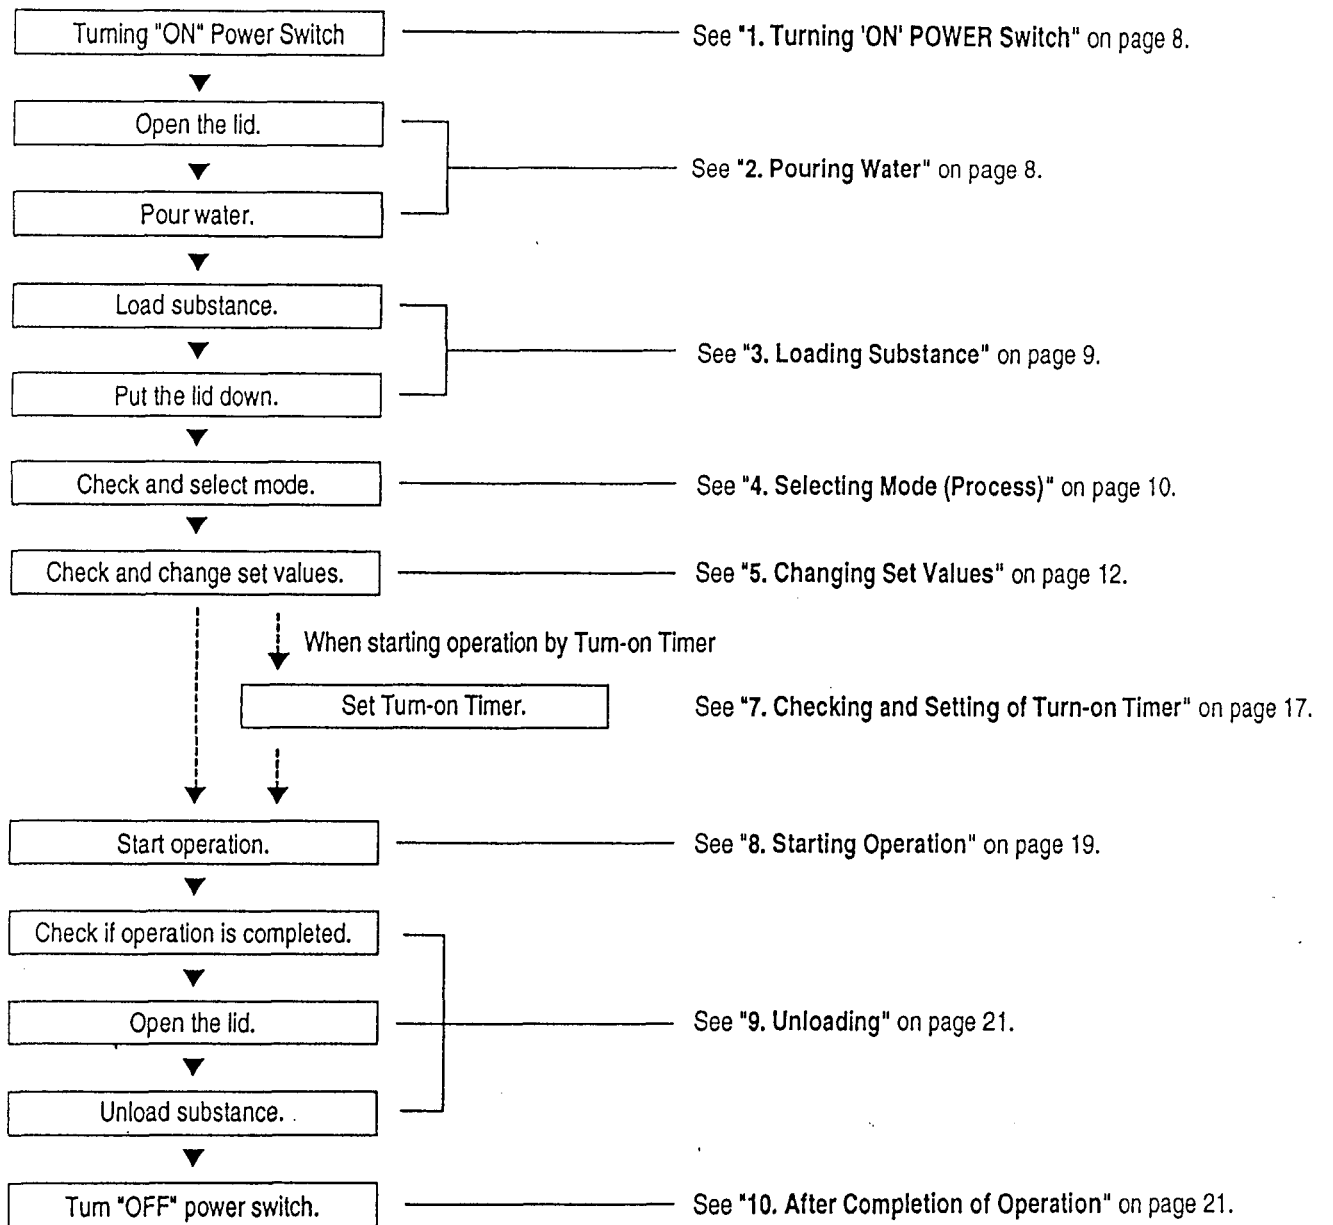 Turning "ON" Power Switch
See "1. Turning 'ON' POWER Switch" on page 8.
Open the lid.
See "2. Pouring Water" on page 8.
Pour water.
Load substance.
See "3. Loading Substance" on page 9.
Put the lid down.
Check and select mode.
See "4. Selecting Mode (Process)" on page 10.
Check and change set values.
See "5. Changing Set Values" on page 12.
When starting operation by Turn-on Timer
Set Turn-on Timer.
See "7. Checking and Setting of Turn-on Timer" on page 17.
Start operation.
See "8. Starting Operation" on page 19.
Check if operation is completed.
Open the lid.
See "9. Unloading" on page 21.
Unload substance.
Turn "OFF" power switch.
See "10. After Completion of Operation" on page 21.